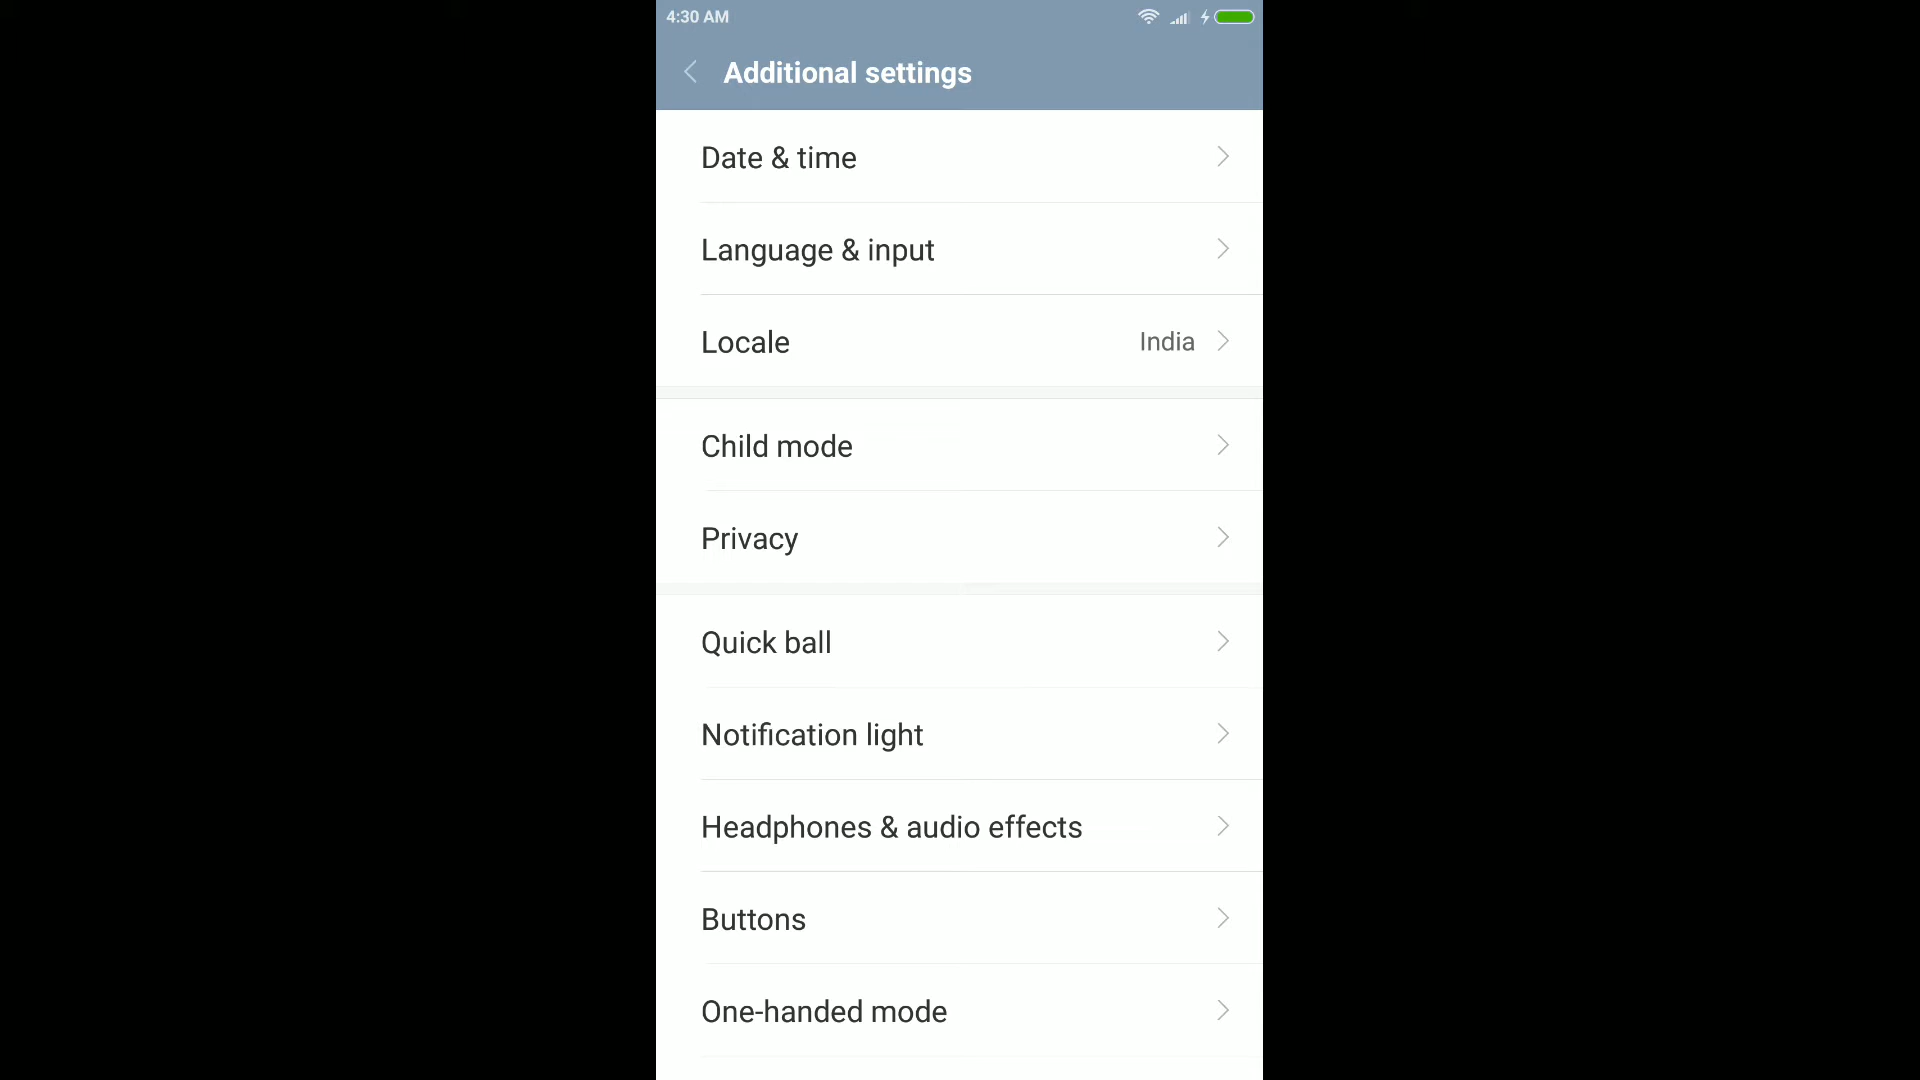 4:30 AM
Additional settings
Date & time
Language & input
Locale India
Child mode
Privacy
Quick ball
Notification light
Headphones & audio effects
Buttons
One-handed mode